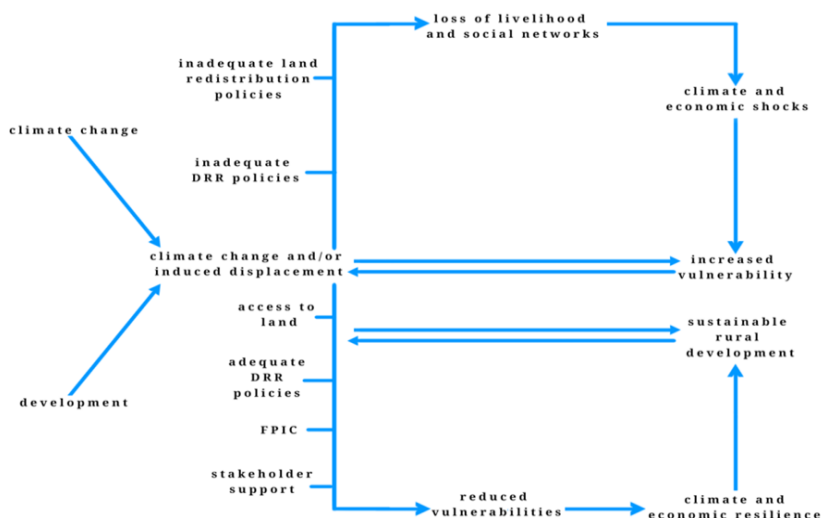 loss of livelihood
and social networks
inadequate land
redistribution
policies
climate and
economic shocks
climate change
inadequate
DRR policies
climate change and/or
induced displacement
increased
vulnerability
access to
land
sustainable
rural
development
adequate
DRR
policies
development
FPIC
stakeholder
support
reduced
vulnerabilities
climate and
economic resilience